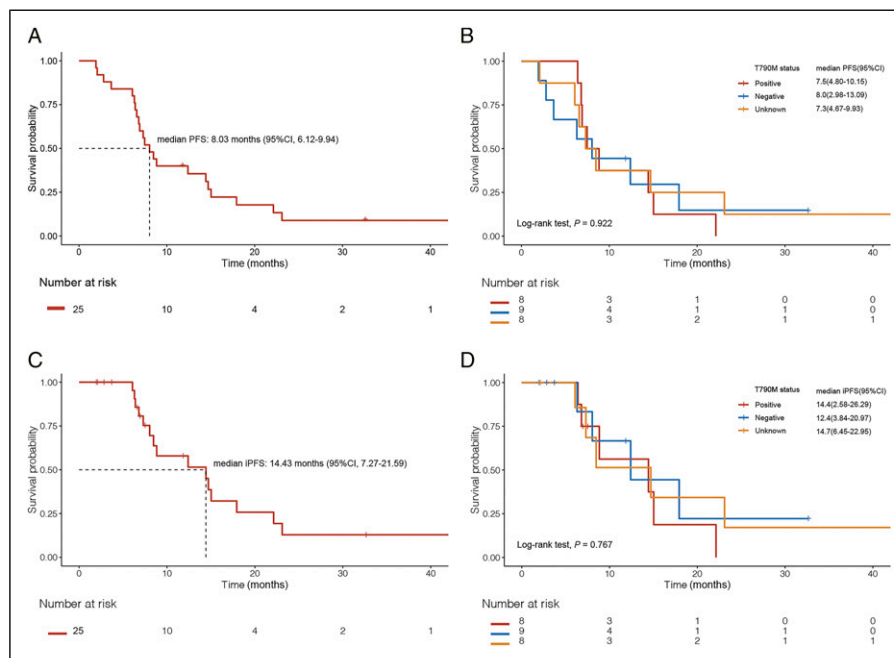 A
Survival probability
1.00
0.75
0.50
0.25
0.00
median PFS: 8.03 months (95%CI, 6.12-9.94)
0
10
20
30
40
Time (months)
Number at risk
25 10 4 2 1
B
Survival probability
1.00
0.75
0.50
0.25
0.00
T790M status median PFS(95%CI)
Positive 7.5(4.80-10.15)
Negative 8.0(2.98-13.09)
Unknown 7.3(4.67-9.93)
Log-rank test, P = 0.922
0
10
20
30
40
Time (months)
Number at risk
8 3 1 0 0
9 4 1 1 0
8 3 2 1 1
C
Survival probability
1.00
0.75
0.50
0.25
0.00
median iPFS: 14.43 months (95%CI, 7.27-21.59)
0
10
20
30
40
Time (months)
Number at risk
25 10 4 2 1
D
Survival probability
1.00
0.75
0.50
0.25
0.00
T790M status median iPFS(95%CI)
Positive 14.4(2.58-26.29)
Negative 12.4(3.84-20.97)
Unknown 14.7(6.45-22.95)
Log-rank test, P = 0.767
0
10
20
30
40
Time (months)
Number at risk
8 3 1 0 0
9 4 1 1 0
8 3 2 1 1